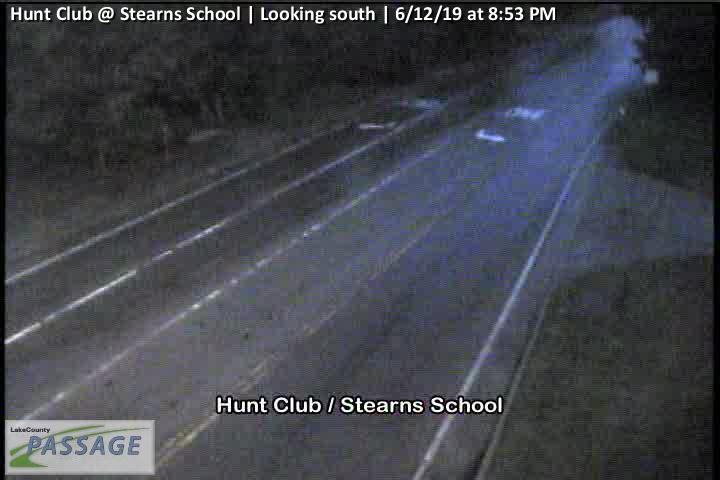 Hunt Club @ Stearns School | Looking south | 6/12/19 at 8:53 PM
Hunt Club / Stearns School
LakeCounty
PASSAGE